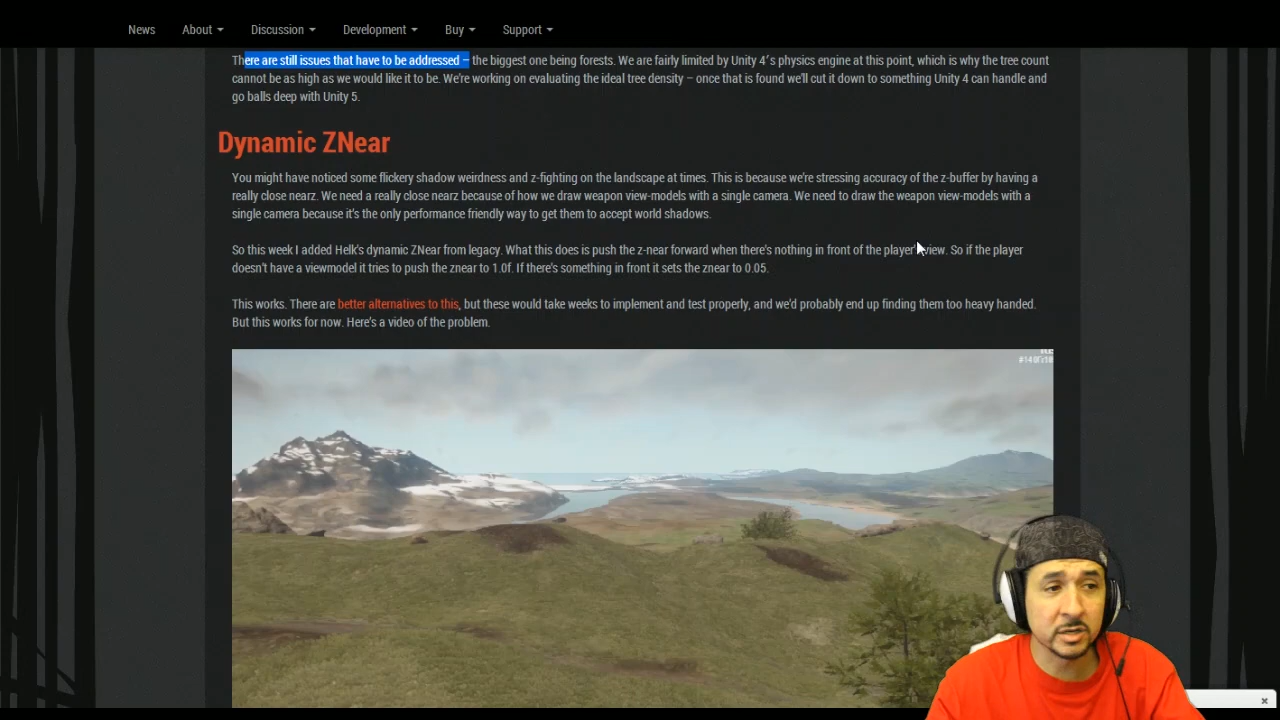 News About Discussion Development Buy Support
There are still issues that have to be addressed – the biggest one being forests. We are fairly limited by Unity 4’s physics engine at this point, which is why the tree count
cannot be as high as we would like it to be. We’re working on evaluating the ideal tree density – once that is found we’ll cut it down to something Unity 4 can handle and
go balls deep with Unity 5.
Dynamic ZNear
You might have noticed some flickery shadow weirdness and z-fighting on the landscape at times. This is because we’re stressing accuracy of the z-buffer by having a
really close nearz. We need a really close nearz because of how we draw weapon view-models with a single camera. We need to draw the weapon view-models with a
single camera because it’s the only performance friendly way to get them to accept world shadows.
So this week I added Helk’s dynamic ZNear from legacy. What this does is push the z-near forward when there’s nothing in front of the player’s view. So if the player
doesn’t have a viewmodel it tries to push the znear to 1.0f. If there’s something in front it sets the znear to 0.05.
This works. There are better alternatives to this, but these would take weeks to implement and test properly, and we’d probably end up finding them too heavy handed.
But this works for now. Here’s a video of the problem.